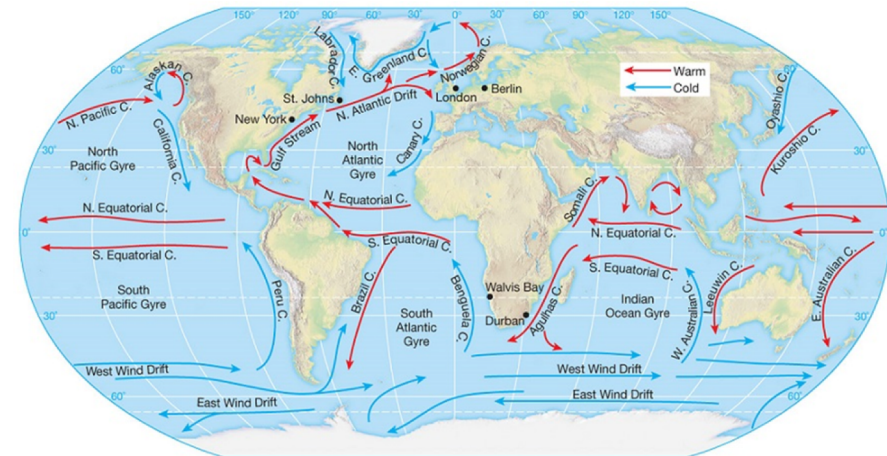 150° 120° 90° 60° 30° 0° 30° 60° 90° 120° 150°
60°
60°
Alaskan C.
Labrador C.
E. Greenland C.
Norwegian C.
Warm
Cold
St. Johns
London
Berlin
N. Atlantic Drift
Oyashio C.
N. Pacific C.
New York
Gulf Stream
California C.
Canary C.
Kuroshio C.
30°
North
Pacific Gyre
North
Atlantic
Gyre
30°
Somali C.
N. Equatorial C.
N. Equatorial C.
N. Equatorial C.
0°
0°
S. Equatorial C.
S. Equatorial C.
S. Equatorial C.
South
Pacific Gyre
Peru C.
Brazil C.
South
Atlantic
Gyre
Benguela C.
Walvis Bay
Durban
Agulhas C.
Indian
Ocean Gyre
W. Australian C.
Leeuwin C.
E. Australian C.
30°
30°
West Wind Drift
West Wind Drift
East Wind Drift
East Wind Drift
60°
60°